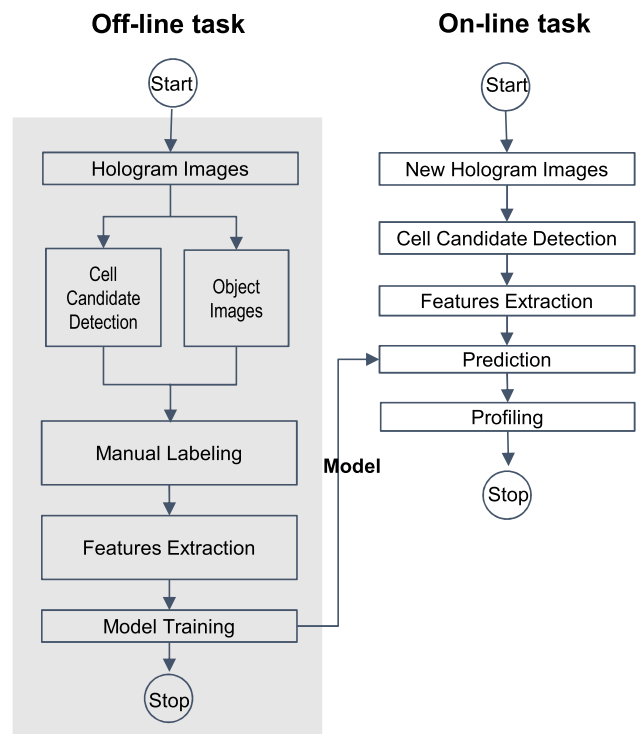 Off-line task
Start
Hologram Images
Cell
Candidate
Detection
Object
Images
Manual Labeling
Features Extraction
Model Training
Stop
Model
On-line task
Start
New Hologram Images
Cell Candidate Detection
Features Extraction
Prediction
Profiling
Stop